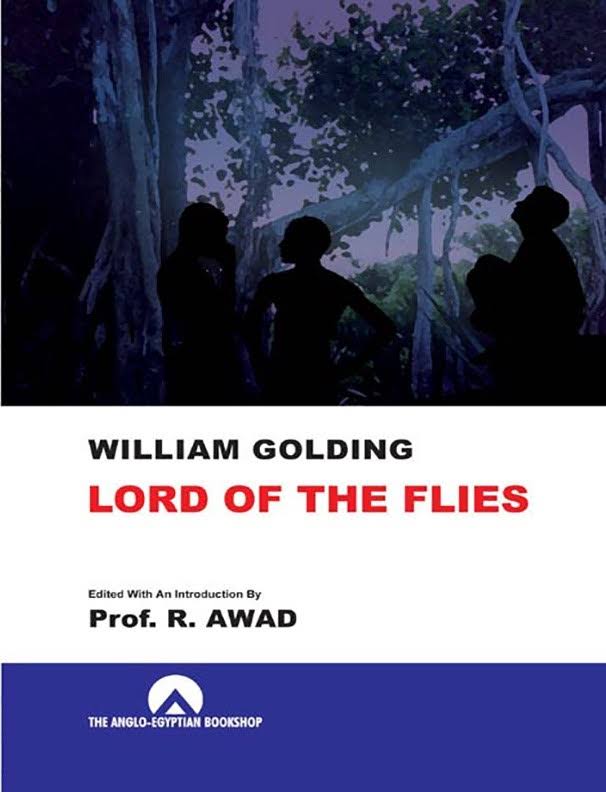 WILLIAM GOLDING
LORD OF THE FLIES
Edited With An Introduction By
Prof. R. AWAD
THE ANGLO-EGYPTIAN BOOKSHOP